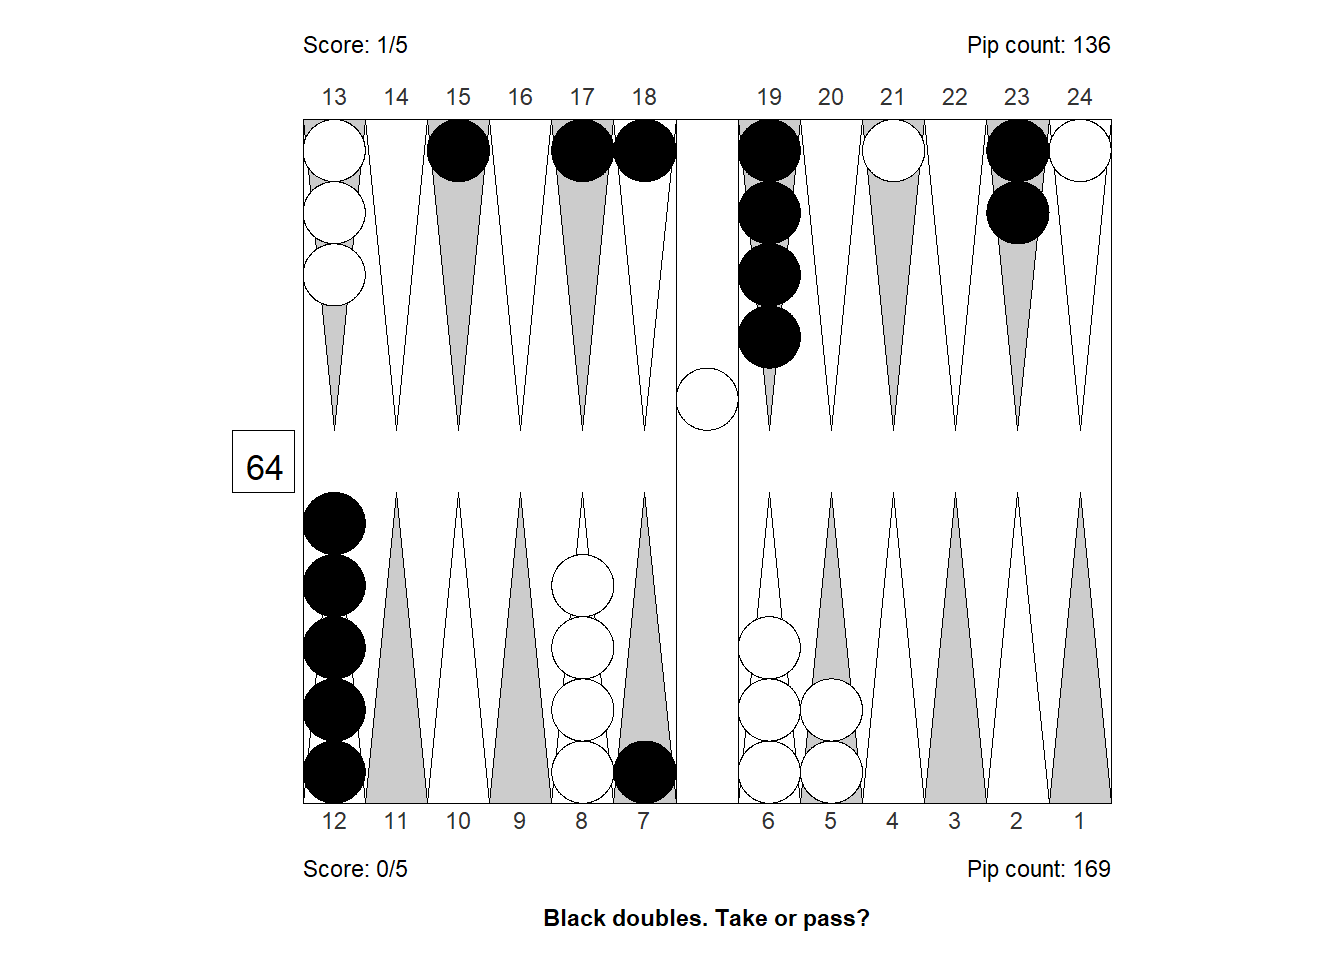 Score: 1/5 Pip count: 136
13 14 15 16 17 18 19 20 21 22 23 24
64
12 11 10 9 8 7 6 5 4 3 2 1
Score: 0/5 Pip count: 169
Black doubles. Take or pass?